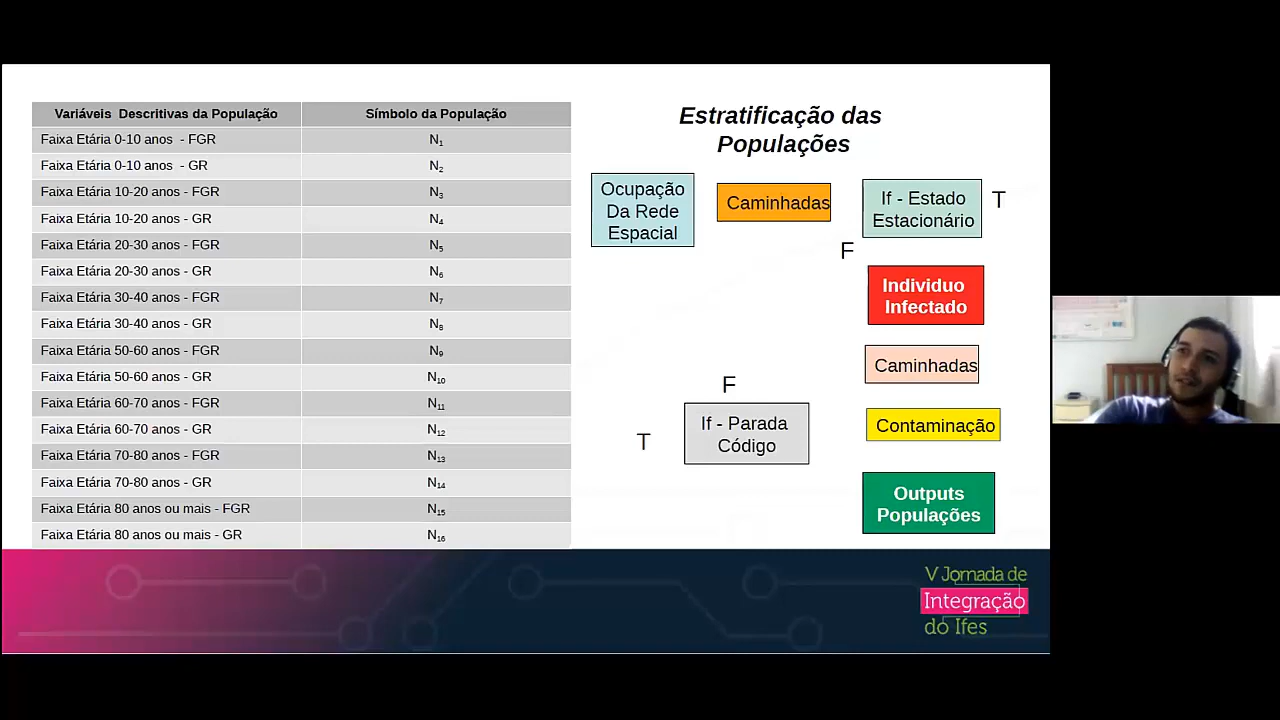 Variáveis Descritivas da População Símbolo da População
Faixa Etária 0-10 anos - FGR N₁
Faixa Etária 0-10 anos - GR N₂
Faixa Etária 10-20 anos - FGR N₃
Faixa Etária 10-20 anos - GR N₄
Faixa Etária 20-30 anos - FGR N₅
Faixa Etária 20-30 anos - GR N₆
Faixa Etária 30-40 anos - FGR N₇
Faixa Etária 30-40 anos - GR N₈
Faixa Etária 50-60 anos - FGR N₉
Faixa Etária 50-60 anos - GR N₁₀
Faixa Etária 60-70 anos - FGR N₁₁
Faixa Etária 60-70 anos - GR N₁₂
Faixa Etária 70-80 anos - FGR N₁₃
Faixa Etária 70-80 anos - GR N₁₄
Faixa Etária 80 anos ou mais - FGR N₁₅
Faixa Etária 80 anos ou mais - GR N₁₆
Estratificação das
Populações
Ocupação
Da Rede
Espacial
Caminhadas
If - Estado
Estacionário
T
F
Individuo
Infectado
Caminhadas
Contaminação
Outputs
Populações
F
If - Parada
Código
T
V Jornada de
Integração
do Ifes